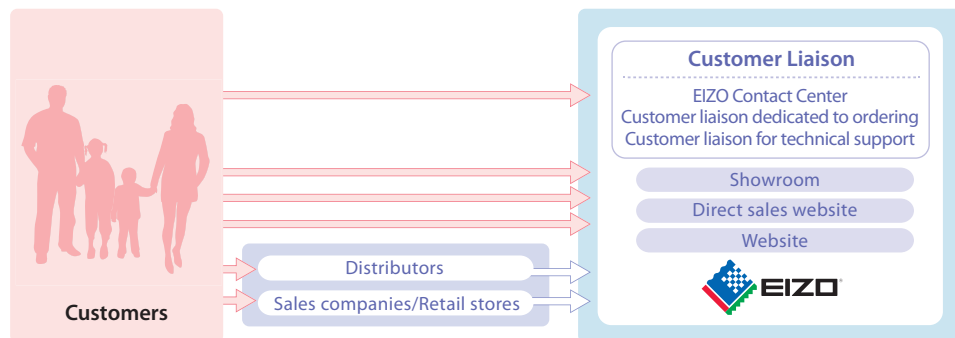 Customer Liaison
EIZO Contact Center
Customer liaison dedicated to ordering
Customer liaison for technical support
Showroom
Direct sales website
Website
Distributors
Sales companies/Retail stores
EIZO
Customers